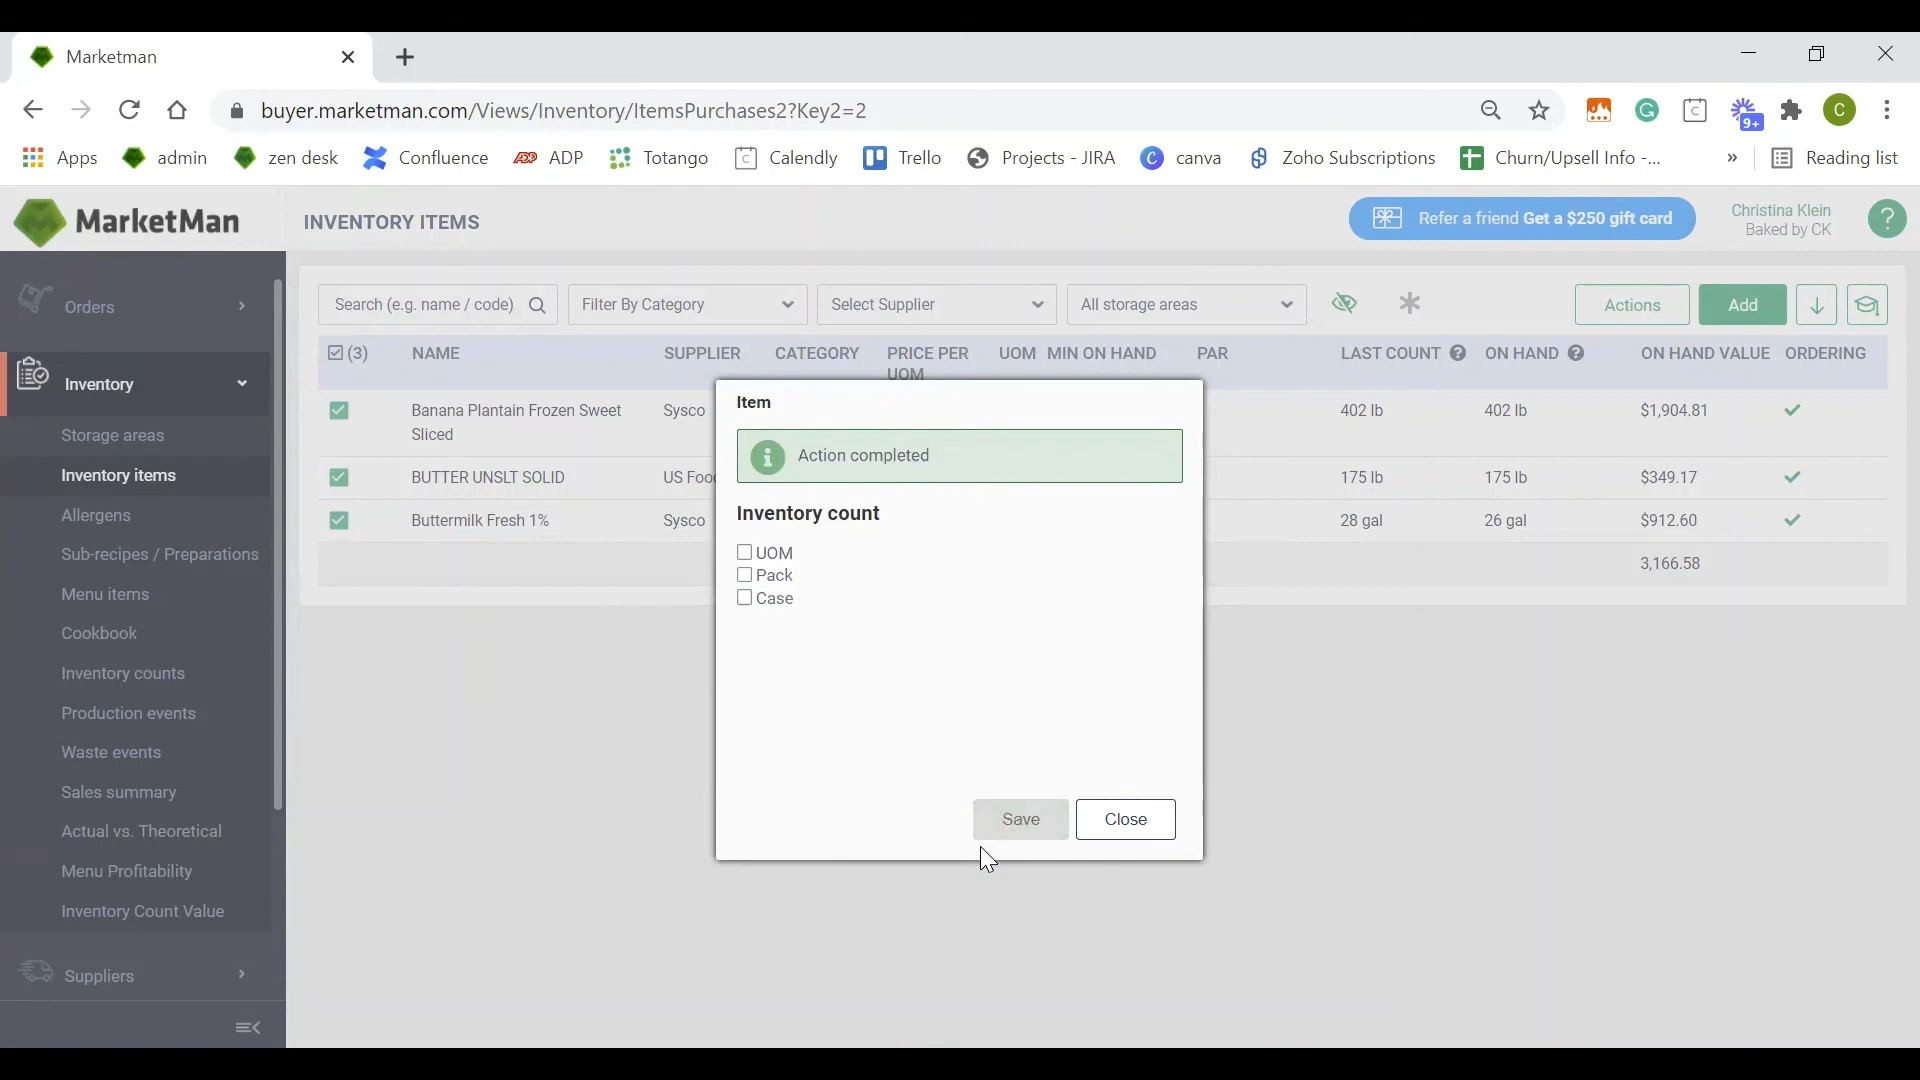 Marketman
buyer.marketman.com/Views/Inventory/ItemsPurchases2?Key2=2
9+
C
Apps
admin
zen desk
Confluence
ADP
Totango
Calendly
Trello
Projects - JIRA
canva
Zoho Subscriptions
Churn/Upsell Info -...
»
Reading list
MarketMan
INVENTORY ITEMS
Refer a friend Get a $250 gift card
Christina Klein
Baked by CK
?
Orders
Inventory
Storage areas
Inventory items
Allergens
Sub-recipes / Preparations
Menu items
Cookbook
Inventory counts
Production events
Waste events
Sales summary
Actual vs. Theoretical
Menu Profitability
Inventory Count Value
Suppliers
Search (e.g. name / code)
Filter By Category
Select Supplier
All storage areas
Actions
Add
(3) NAME SUPPLIER CATEGORY PRICE PER UOM UOM MIN ON HAND PAR LAST COUNT ? ON HAND ? ON HAND VALUE ORDERING
Banana Plantain Frozen Sweet Sysco 402 lb 402 lb $1,904.81
Sliced
BUTTER UNSLT SOLID US Foo 175 lb 175 lb $349.17
Buttermilk Fresh 1% Sysco 28 gal 26 gal $912.60
3,166.58
Item
Action completed
Inventory count
UOM
Pack
Case
Save
Close